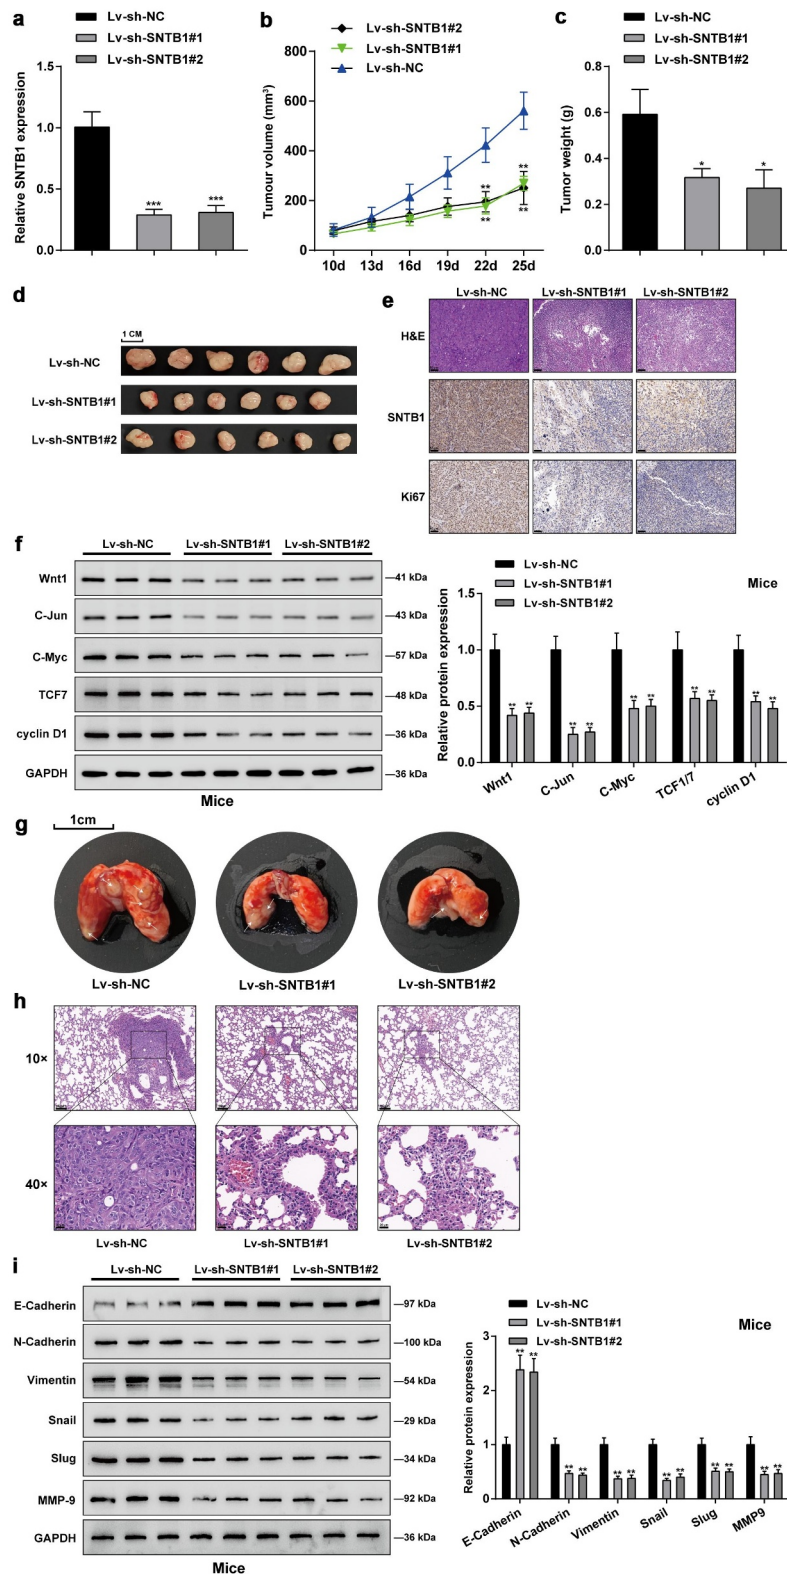 a
Lv-sh-NC
Lv-sh-SNTB1#1
Lv-sh-SNTB1#2
Relative SNTB1 expression
1.5
1.0
0.5
0.0
***
***
b
Lv-sh-SNTB1#2
Lv-sh-SNTB1#1
Lv-sh-NC
Tumour volume (mm³)
800
600
400
200
0
**
**
**
**
10d 13d 16d 19d 22d 25d
c
Lv-sh-NC
Lv-sh-SNTB1#1
Lv-sh-SNTB1#2
Tumor weight (g)
0.9
0.6
0.3
0.0
*
*
d
1 CM
Lv-sh-NC
Lv-sh-SNTB1#1
Lv-sh-SNTB1#2
e
Lv-sh-NC Lv-sh-SNTB1#1 Lv-sh-SNTB1#2
H&E
SNTB1
Ki67
f
Lv-sh-NC Lv-sh-SNTB1#1 Lv-sh-SNTB1#2
Wnt1 —41 kDa
C-Jun —43 kDa
C-Myc —57 kDa
TCF7 —48 kDa
cyclin D1 —36 kDa
GAPDH —36 kDa
Mice
Lv-sh-NC
Lv-sh-SNTB1#1
Lv-sh-SNTB1#2
Mice
Relative protein expression
1.5
1.0
0.5
0.0
** ** ** ** ** ** ** ** ** **
Wnt1 C-Jun C-Myc TCF1/7 cyclin D1
g
1cm
Lv-sh-NC Lv-sh-SNTB1#1 Lv-sh-SNTB1#2
h
10×
40×
Lv-sh-NC Lv-sh-SNTB1#1 Lv-sh-SNTB1#2
i
Lv-sh-NC Lv-sh-SNTB1#1 Lv-sh-SNTB1#2
E-Cadherin —97 kDa
N-Cadherin —100 kDa
Vimentin —54 kDa
Snail —29 kDa
Slug —34 kDa
MMP-9 —92 kDa
GAPDH —36 kDa
Mice
Lv-sh-NC
Lv-sh-SNTB1#1
Lv-sh-SNTB1#2
Mice
Relative protein expression
3
2
1
0
** ** ** ** ** ** ** ** ** ** ** **
E-Cadherin N-Cadherin Vimentin Snail Slug MMP9